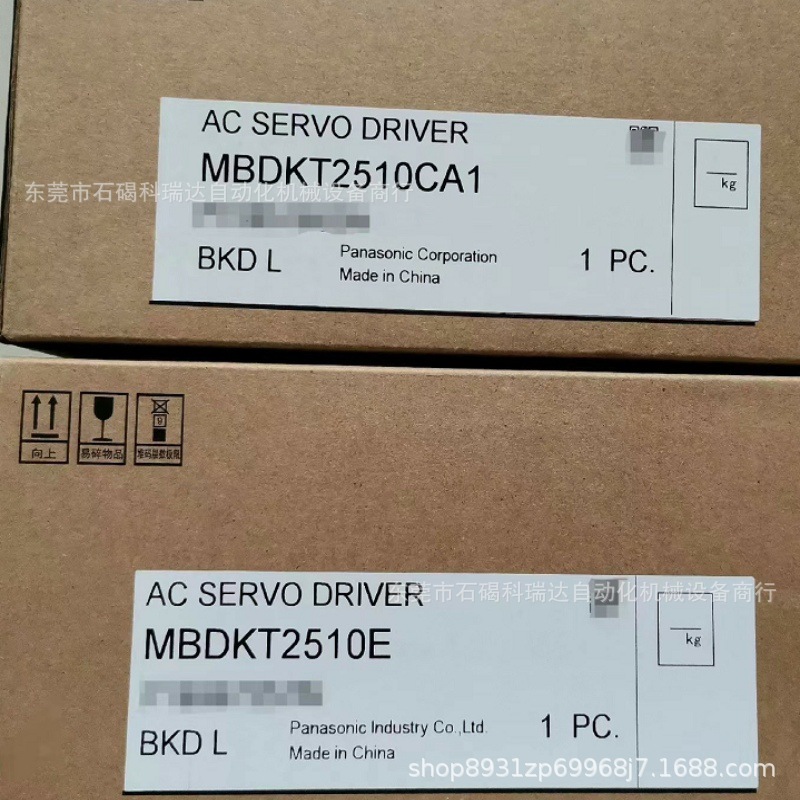 AC SERVO DRIVER
MBDKT2510CA1
东莞市石碣科瑞达自动化机械设备商行
kg
BKD L
Panasonic Corporation
Made in China
1 PC.
9
向上
易碎物品
堆码层数极限
AC SERVO DRIVER
东莞市石碣科瑞达自动化机械设备商行
MBDKT2510E
kg
BKD L
Panasonic Industry Co.,Ltd.
Made in China
1 PC.
shop8931zp69968j7.1688.com